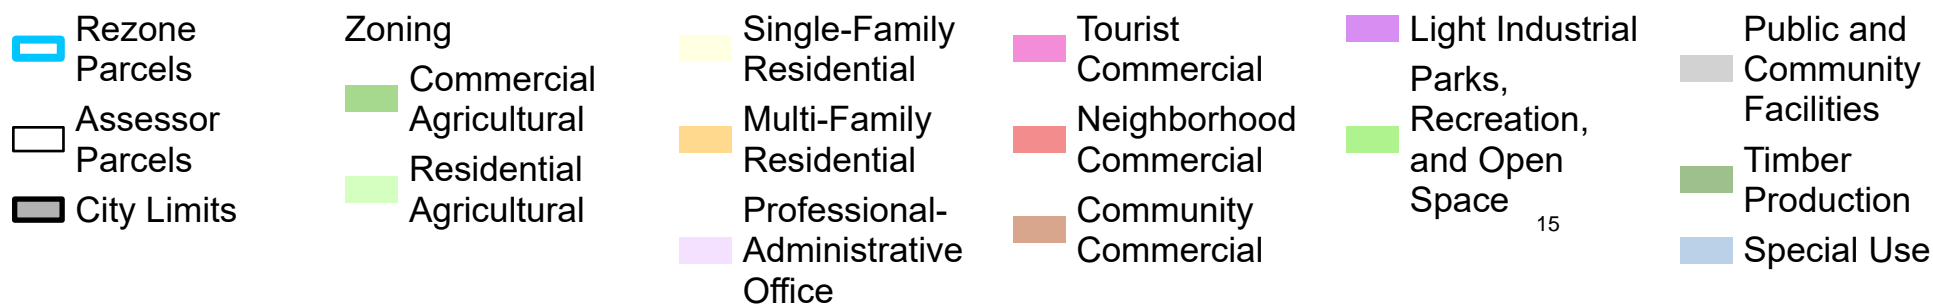 Rezone
Parcels
Assessor
Parcels
City Limits
Zoning
Commercial
Agricultural
Residential
Agricultural
Single-Family
Residential
Multi-Family
Residential
Professional-
Administrative
Office
Tourist
Commercial
Neighborhood
Commercial
Community
Commercial
Light Industrial
Parks,
Recreation,
and Open
Space
15
Public and
Community
Facilities
Timber
Production
Special Use